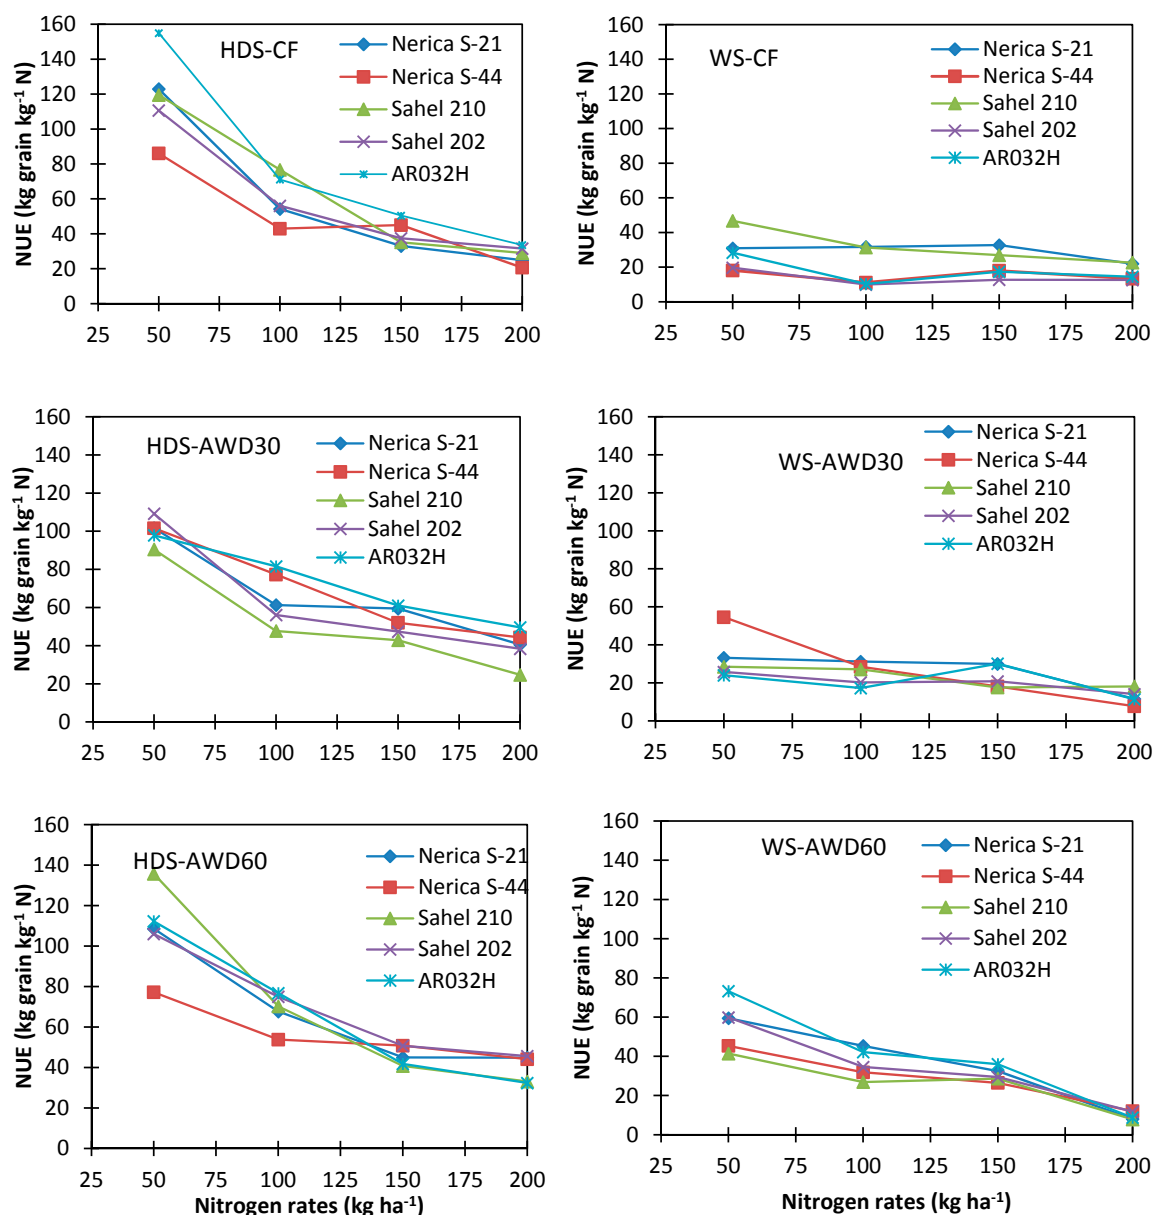 HDS-CF
NUE (kg grain kg⁻¹ N)
160
140
120
100
80
60
40
20
0
25 50 75 100 125 150 175 200
Nerica S-21
Nerica S-44
Sahel 210
Sahel 202
AR032H
WS-CF
NUE (kg grain kg⁻¹ N)
160
140
120
100
80
60
40
20
0
25 50 75 100 125 150 175 200
Nerica S-21
Nerica S-44
Sahel 210
Sahel 202
AR032H
HDS-AWD30
NUE (kg grain kg⁻¹ N)
160
140
120
100
80
60
40
20
0
25 50 75 100 125 150 175 200
Nerica S-21
Nerica S-44
Sahel 210
Sahel 202
AR032H
WS-AWD30
NUE (kg grain kg⁻¹ N)
160
140
120
100
80
60
40
20
0
25 50 75 100 125 150 175 200
Nerica S-21
Nerica S-44
Sahel 210
Sahel 202
AR032H
HDS-AWD60
NUE (kg grain kg⁻¹ N)
160
140
120
100
80
60
40
20
0
25 50 75 100 125 150 175 200
Nitrogen rates (kg ha⁻¹)
Nerica S-21
Nerica S-44
Sahel 210
Sahel 202
AR032H
WS-AWD60
NUE (kg grain kg⁻¹ N)
160
140
120
100
80
60
40
20
0
25 50 75 100 125 150 175 200
Nitrogen rates (kg ha⁻¹)
Nerica S-21
Nerica S-44
Sahel 210
Sahel 202
AR032H